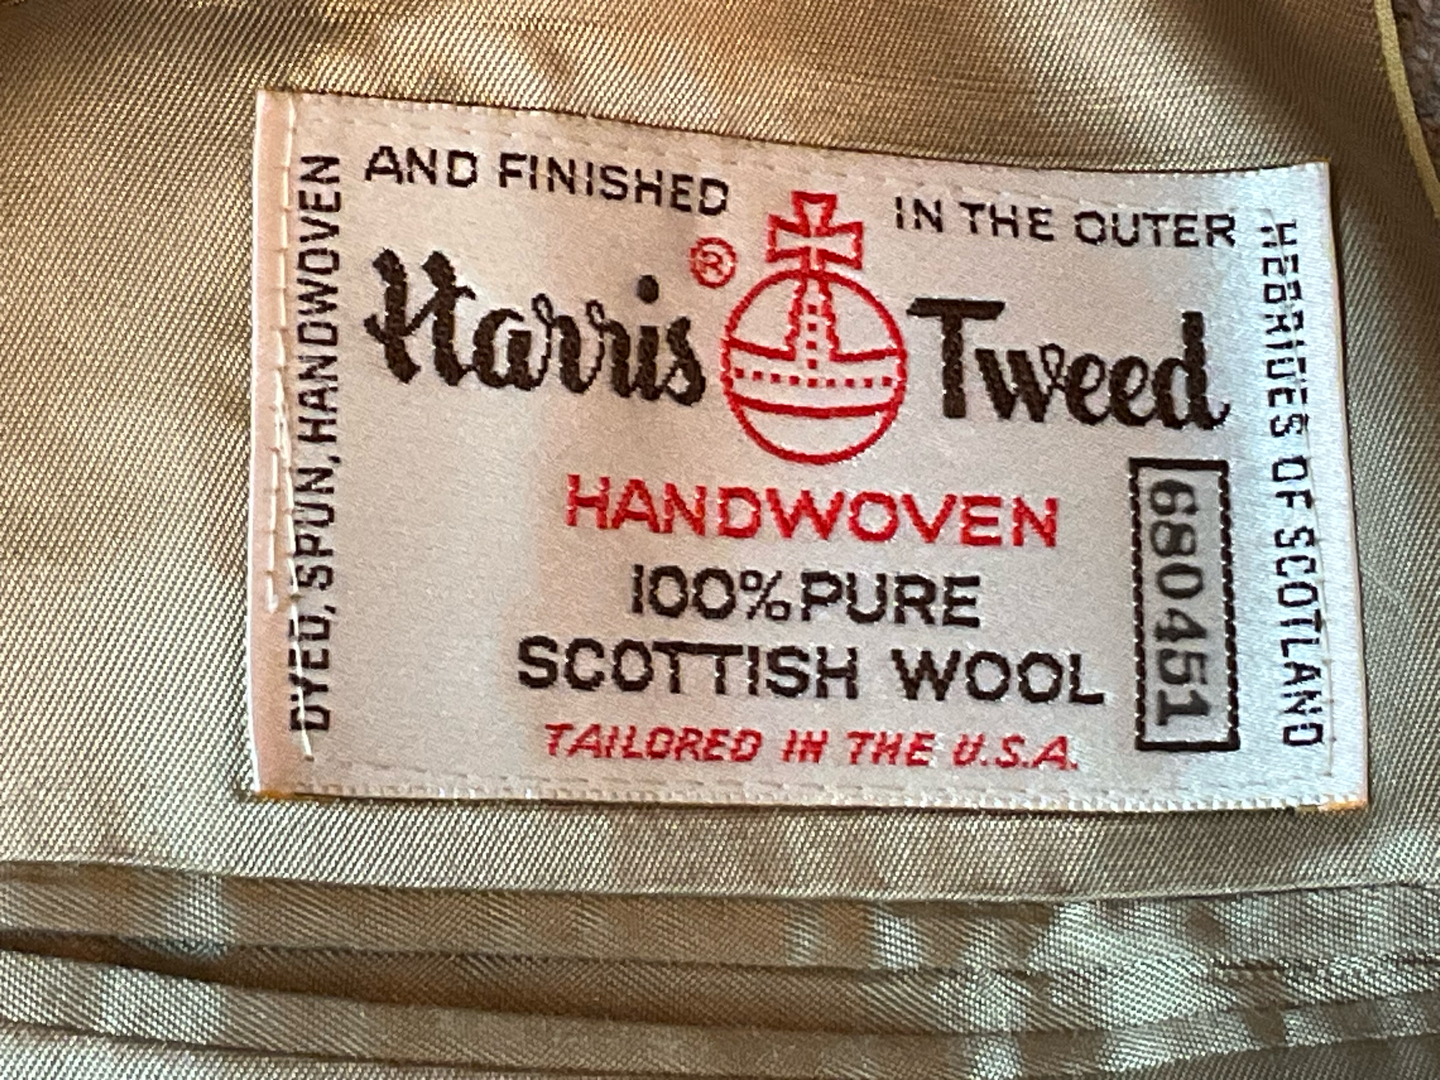 DYED, SPUN, HANDWOVEN
AND FINISHED
IN THE OUTER
HEBRIDES OF SCOTLAND
Harris ® Tweed
HANDWOVEN
100% PURE
SCOTTISH WOOL
TAILORED IN THE U.S.A.
680451